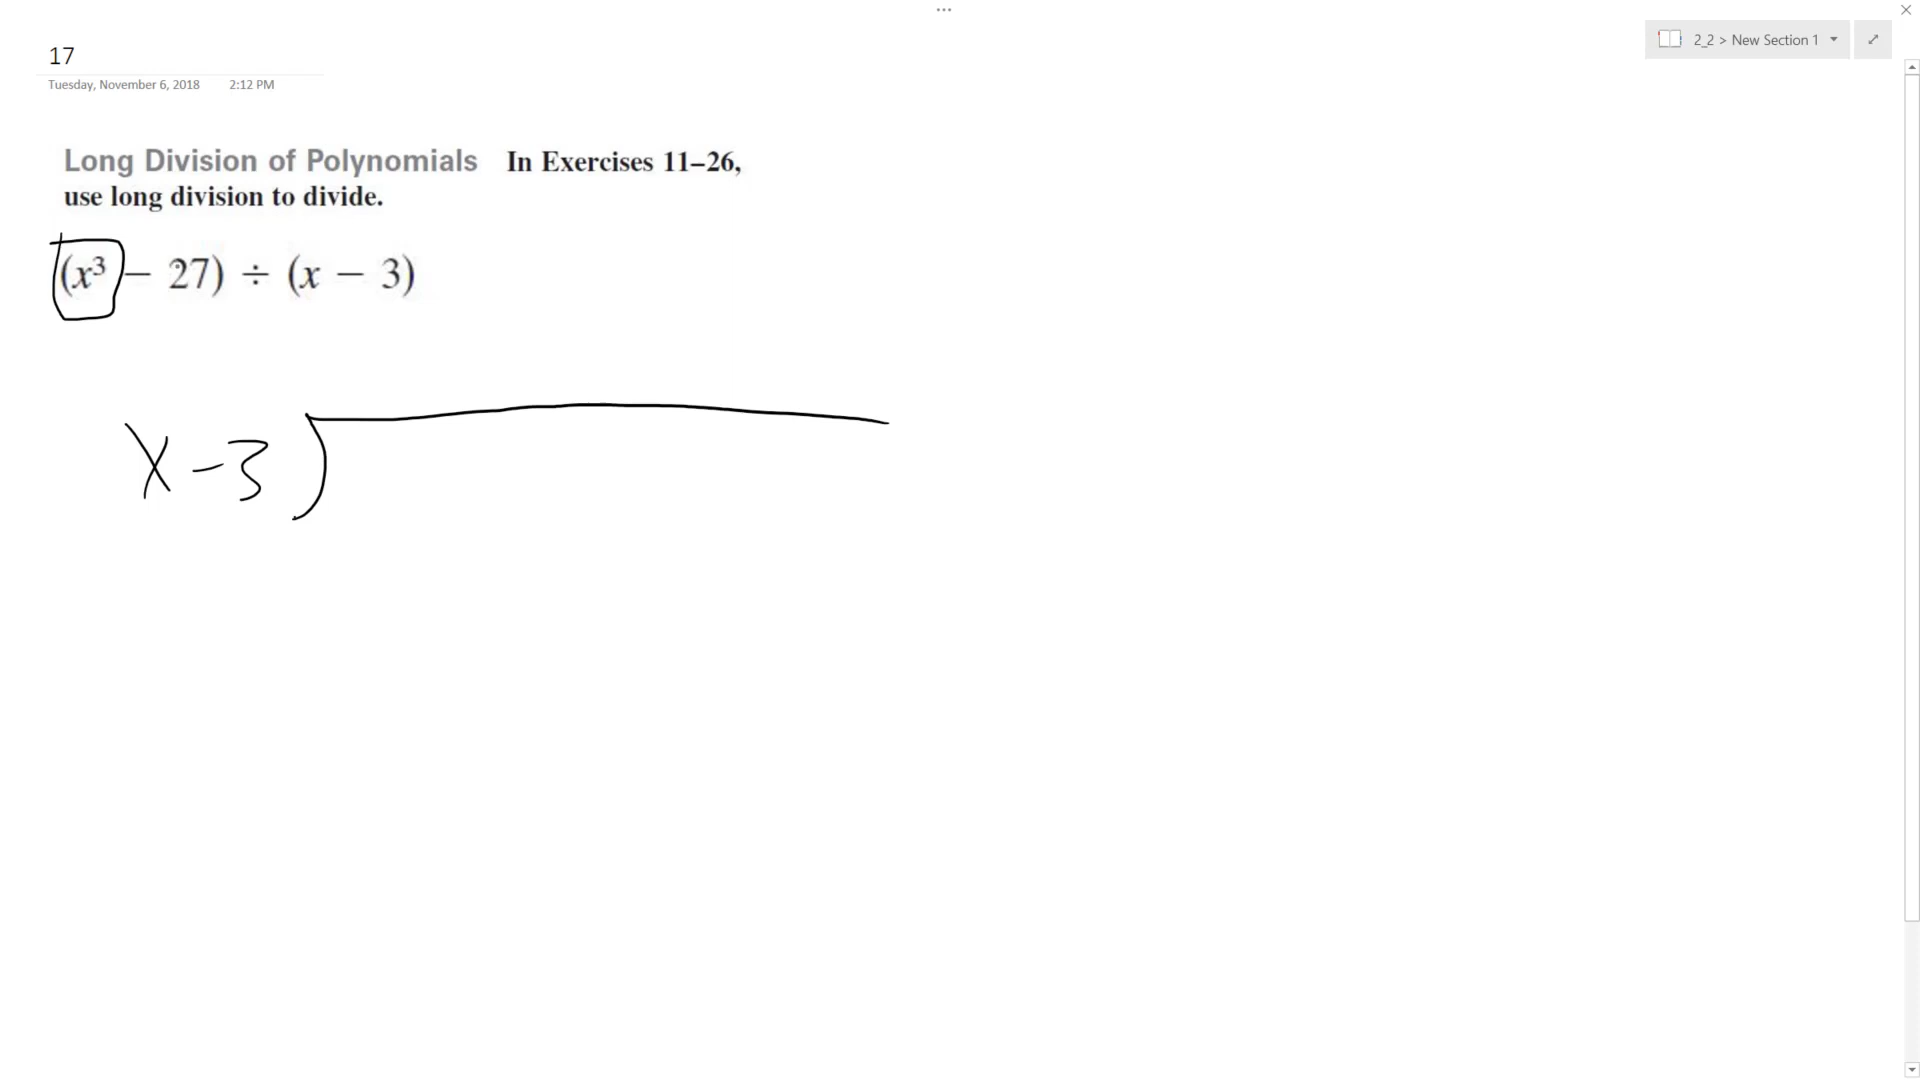 ...
2_2 > New Section 1
17
Tuesday, November 6, 2018 2:12 PM
Long Division of Polynomials In Exercises 11–26,
use long division to divide.
(x³ − 27) ÷ (x − 3)
x - 3